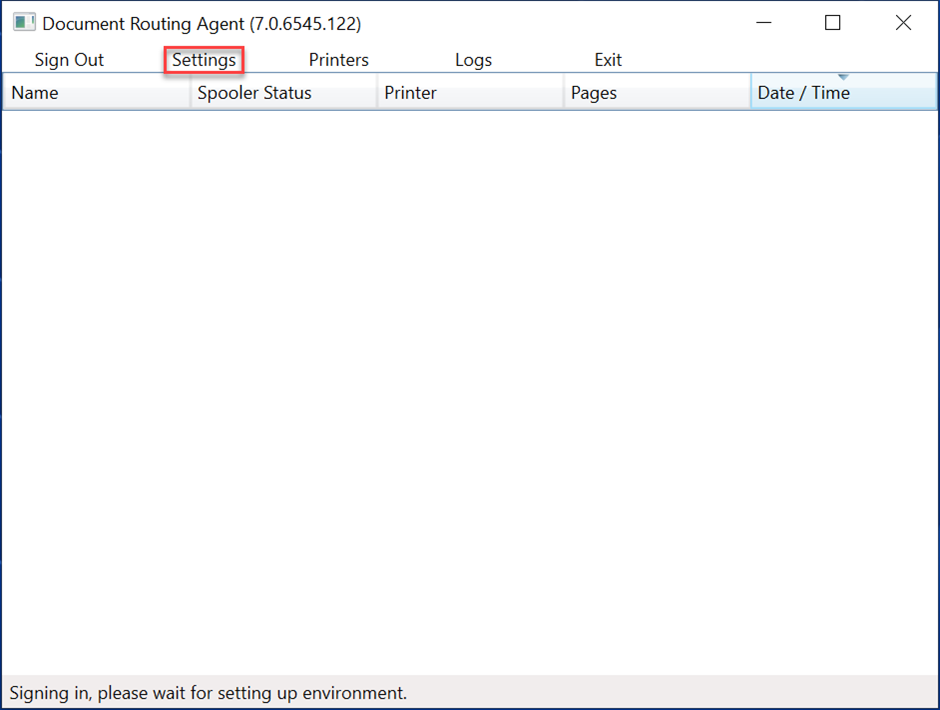 Document Routing Agent (7.0.6545.122)
Sign Out Settings Printers Logs Exit
Name Spooler Status Printer Pages Date / Time
Signing in, please wait for setting up environment.